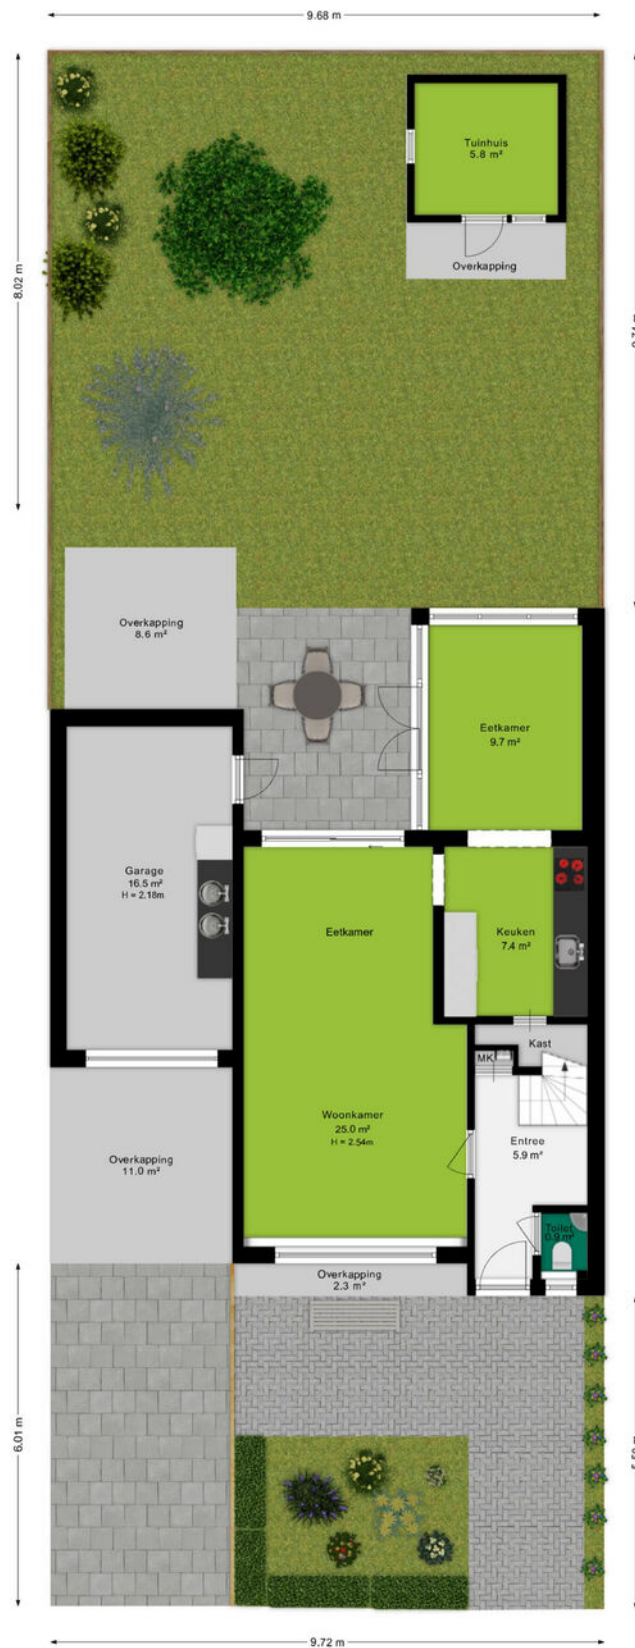 9.68 m
Tuinhuis
5.8 m²
Overkapping
8.02 m
Overkapping
8.6 m²
Eetkamer
9.7 m²
Garage
16.5 m²
H = 2.18m
Eetkamer
Keuken
7.4 m²
Kast
MK
Woonkamer
25.0 m²
H = 2.54m
Entree
5.9 m²
Overkapping
11.0 m²
Toilet
0.9 m²
Overkapping
2.3 m²
6.01 m
9.72 m